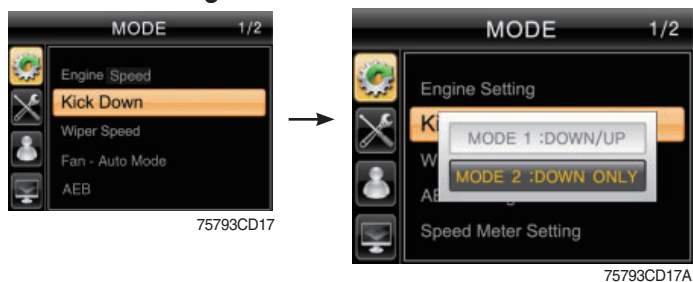 MODE 1/2
Engine Speed
Kick Down
Wiper Speed
Fan - Auto Mode
AEB
75793CD17
MODE 1/2
Engine Setting
Ki
MODE 1 :DOWN/UP
W
MODE 2 :DOWN ONLY
AE
Speed Meter Setting
75793CD17A